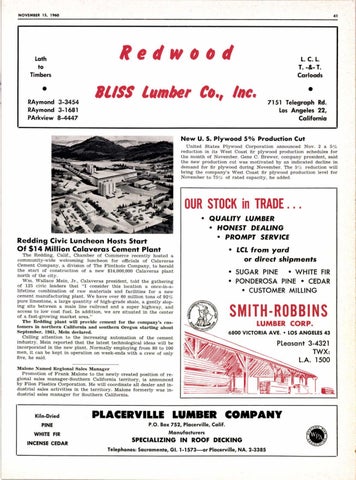 NOVEMBER 15, 1960
41
Lath
to
Timbers
Redwood
L. C. L.
T. -&- T.
Carloads
BLISS Lumber Co., Inc.
RAymond 3-3454
RAymond 3-1681
PArkview 8-4447
7151 Telegraph Rd.
Los Angeles 22,
California
Redding Civic Luncheon Hosts Start
Of $14 Million Calaveras Cement Plant
The Redding, Calif., Chamber of Commerce recently hosted a
community-wide welcoming luncheon for officials of Calaveras
Cement Company, a division of The Flintkote Company, to herald
the start of construction of a new $14,000,000 Calaveras plant
north of the city.
Wm. Wallace Mein, Jr., Calaveras president, told the gathering
of 125 civic leaders that "I consider this location a once-in-a-
lifetime combination of raw materials and facilities for a new
cement manufacturing plant. We have over 80 million tons of 92%
pure limestone, a large quantity of high-grade shale, a gently slop-
ing site between a main line railroad and a super highway, and
access to low cost fuel. In addition, we are situated in the center
of a fast-growing market."
The Redding plant will provide cement for the company's cus-
tomers in northern California and southern Oregon starting about
September, 1961, Mein declared.
Calling attention to the increasing automation of the cement
industry, Mein reported that the latest technological ideas will be
incorporated in the new plant. Normally employing from 80 to 100
men, it can be kept in operation on week-ends with a crew of only
five, he said.
Malone Named Regional Sales Manager
Promotion of Frank Malone to the newly created position of re-
gional sales manager-Southern California territory, is announced
by Filon Plastics Corporation. He will coordinate all dealer and in-
dustrial sales activities in the territory. Malone formerly was in-
dustrial sales manager for Southern California.
New U. S. Plywood 5% Production Cut
United States Plywood Corporation announced Nov. 2 a 5%
reduction in its West Coast fir plywood production schedules for
the month of November. Gene C. Brewer, company president, said
the new production cut was motivated by an indicated decline in
demand for fir plywood during November. The 5% reduction will
bring the company's West Coast fir plywood production level for
November to 75% of rated capacity, he added.
OUR STOCK in TRADE . . .
• QUALITY LUMBER
• HONEST DEALING
• PROMPT SERVICE
• LCL from yard
or direct shipments
• SUGAR PINE • WHITE FIR
• PONDEROSA PINE • CEDAR
• CUSTOMER MILLING
SMITH-ROBBINS
LUMBER CORP.
6800 VICTORIA AVE. • LOS ANGELES 43
Pleasant 3-4321
TWX:
L.A. 1500
Kiln-Dried
PINE
WHITE FIR
INCENSE CEDAR
PLACERVILLE LUMBER COMPANY
P.O. Box 752, Placerville, Calif.
Manufacturers
SPECIALIZING IN ROOF DECKING
Telephones: Sacramento, GI. 1-1573—or Placerville, NA. 2-3385